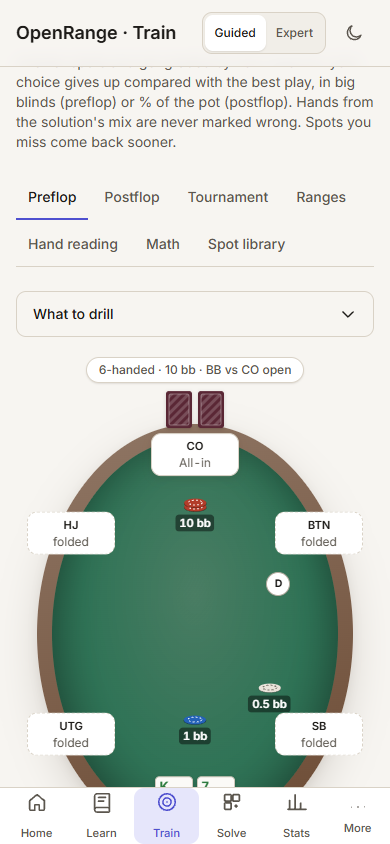 OpenRange · Train
Guided
Expert
choice gives up compared with the best play, in big
blinds (preflop) or % of the pot (postflop). Hands from
the solution's mix are never marked wrong. Spots you
miss come back sooner.
Preflop
Postflop
Tournament
Ranges
Hand reading
Math
Spot library
What to drill
6-handed · 10 bb · BB vs CO open
CO
All-in
10 bb
HJ
folded
BTN
folded
D
0.5 bb
1 bb
UTG
folded
SB
folded
K
7
Home
Learn
Train
Solve
Stats
More